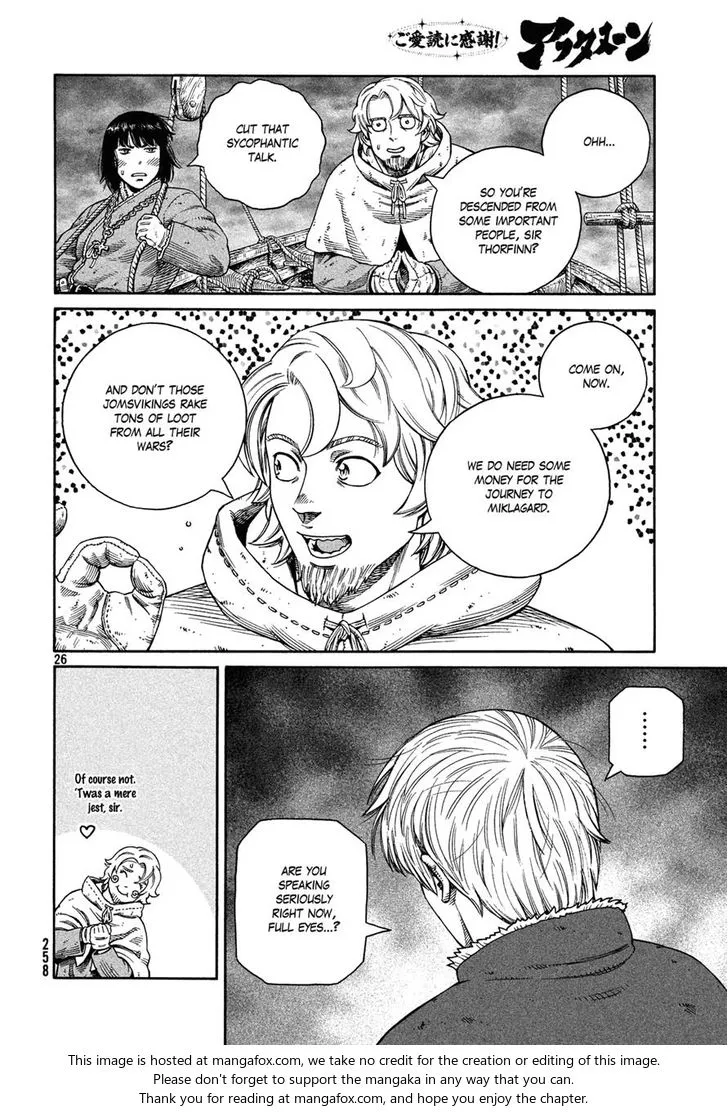 ご愛読に感謝!
アフタヌーン
OHH...
SO YOU'RE
DESCENDED FROM
SOME IMPORTANT
PEOPLE, SIR
THORFINN?
CUT THAT
SYCOPHANTIC
TALK.
COME ON,
NOW.
WE DO NEED SOME
MONEY FOR THE
JOURNEY TO
MIKLAGARD.
AND DON'T THOSE
JOMSVIKINGS RAKE
TONS OF LOOT
FROM ALL THEIR
WARS?
26
......
ARE YOU
SPEAKING
SERIOUSLY
RIGHT NOW,
FULL EYES...?
Of course not.
'Twas a mere
jest, sir.
258
This image is hosted at mangafox.com, we take no credit for the creation or editing of this image.
Please don't forget to support the mangaka in any way that you can.
Thank you for reading at mangafox.com, and hope you enjoy the chapter.